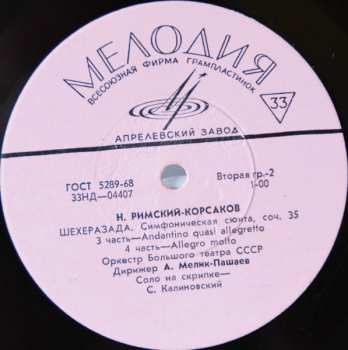 МЕЛОДИЯ
ВСЕСОЮЗНАЯ ФИРМА ГРАМПЛАСТИНОК
33
АПРЕЛЕВСКИЙ ЗАВОД
ГОСТ 5289-68
33НД—04407
Вторая гр.-2
1-00
Н. РИМСКИЙ-КОРСАКОВ
ШЕХЕРАЗАДА. Симфоническая сюита, соч. 35
3 часть—Andantino quasi allegretto
4 часть—Allegro molto
Оркестр Большого театра СССР
Дирижер А. Мелик-Пашаев
Соло на скрипке—
С. Калиновский